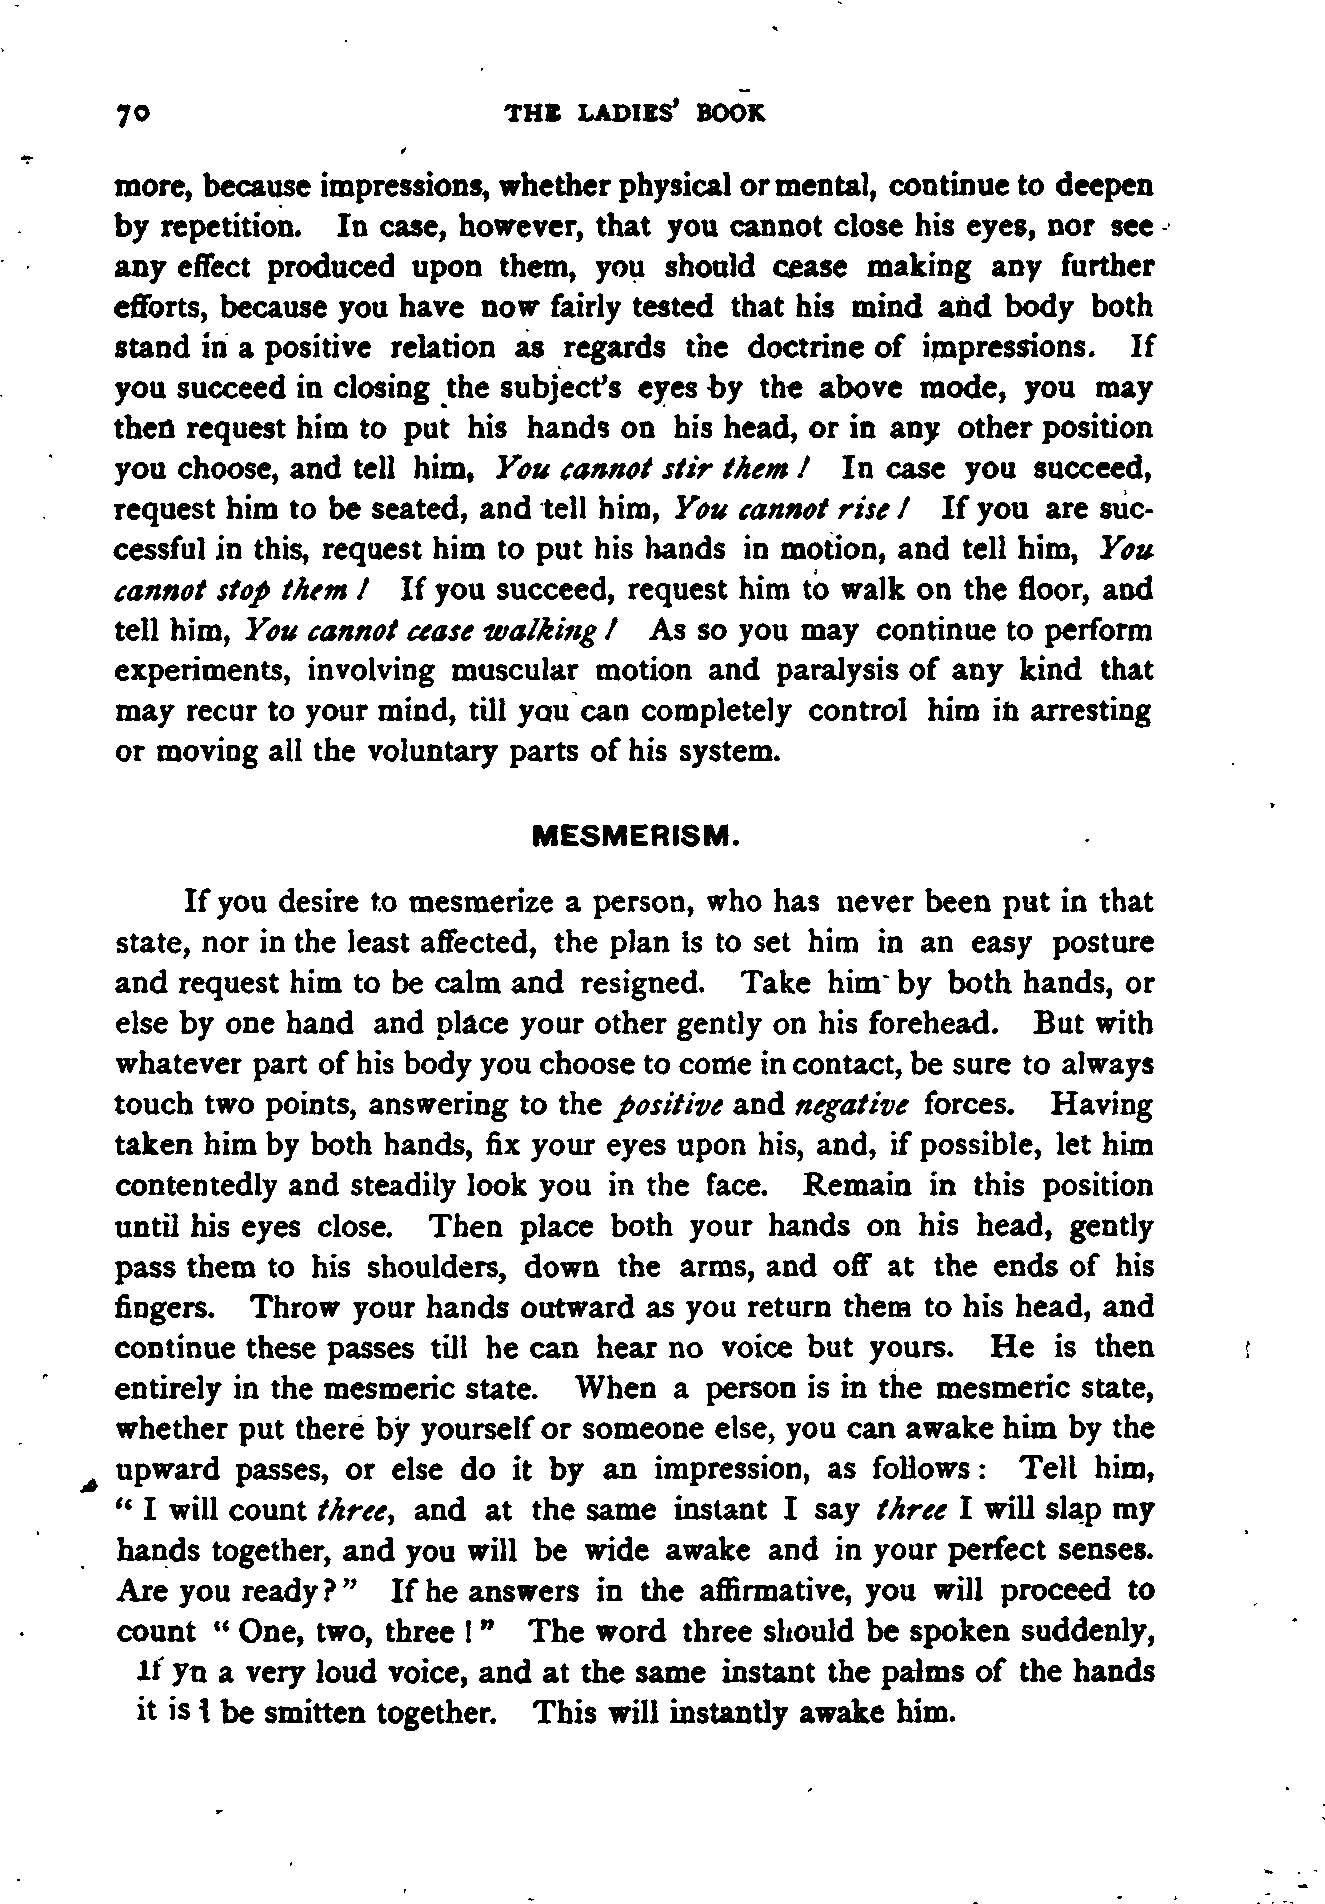 70 THE LADIES' BOOK
more, because impressions, whether physical or mental, continue to deepen
by repetition. In case, however, that you cannot close his eyes, nor see
any effect produced upon them, you should cease making any further
efforts, because you have now fairly tested that his mind and body both
stand in a positive relation as regards the doctrine of impressions. If
you succeed in closing the subject's eyes by the above mode, you may
then request him to put his hands on his head, or in any other position
you choose, and tell him, You cannot stir them! In case you succeed,
request him to be seated, and tell him, You cannot rise! If you are suc-
cessful in this, request him to put his hands in motion, and tell him, You
cannot stop them! If you succeed, request him to walk on the floor, and
tell him, You cannot cease walking! As so you may continue to perform
experiments, involving muscular motion and paralysis of any kind that
may recur to your mind, till you can completely control him in arresting
or moving all the voluntary parts of his system.
MESMERISM.
If you desire to mesmerize a person, who has never been put in that
state, nor in the least affected, the plan is to set him in an easy posture
and request him to be calm and resigned. Take him by both hands, or
else by one hand and place your other gently on his forehead. But with
whatever part of his body you choose to come in contact, be sure to always
touch two points, answering to the positive and negative forces. Having
taken him by both hands, fix your eyes upon his, and, if possible, let him
contentedly and steadily look you in the face. Remain in this position
until his eyes close. Then place both your hands on his head, gently
pass them to his shoulders, down the arms, and off at the ends of his
fingers. Throw your hands outward as you return them to his head, and
continue these passes till he can hear no voice but yours. He is then
entirely in the mesmeric state. When a person is in the mesmeric state,
whether put there by yourself or someone else, you can awake him by the
upward passes, or else do it by an impression, as follows: Tell him,
"I will count three, and at the same instant I say three I will slap my
hands together, and you will be wide awake and in your perfect senses.
Are you ready?" If he answers in the affirmative, you will proceed to
count "One, two, three!" The word three should be spoken suddenly,
a very loud voice, and at the same instant the palms of the hands
be smitten together. This will instantly awake him.